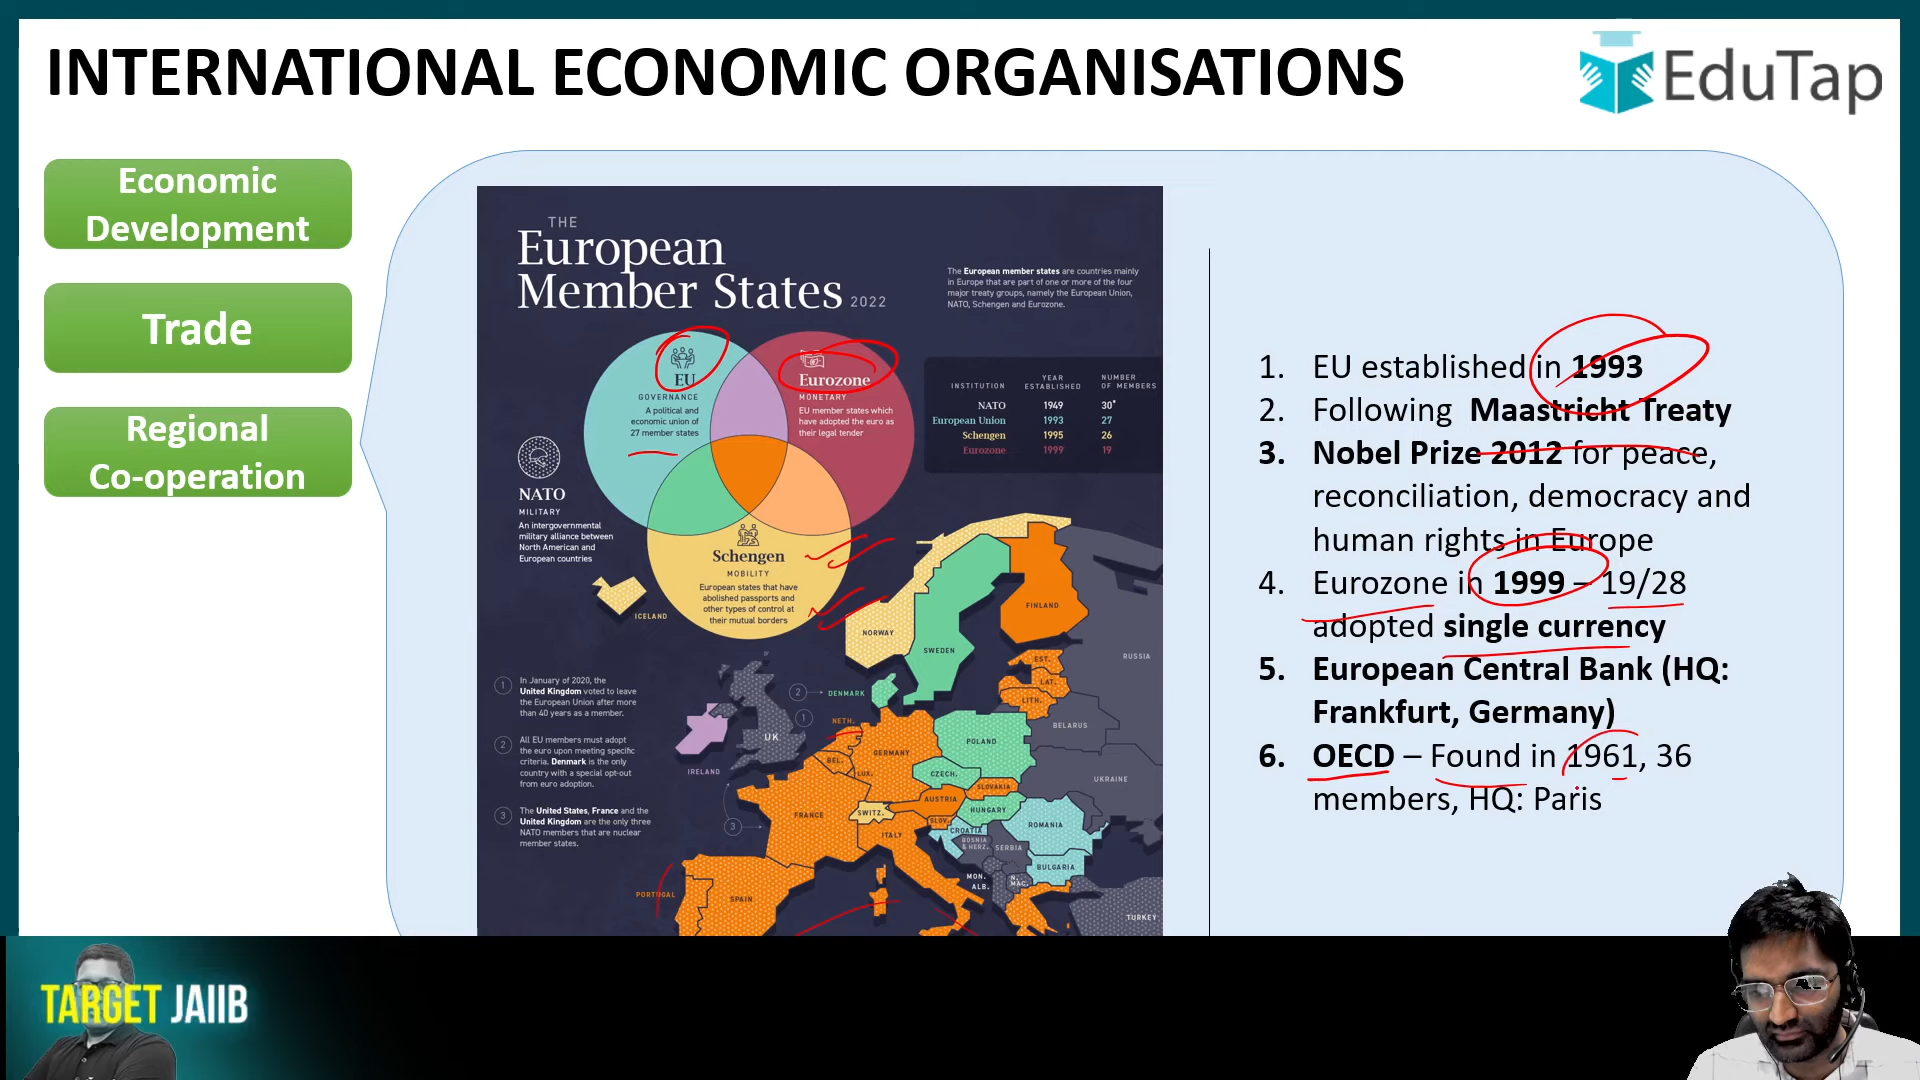 INTERNATIONAL ECONOMIC ORGANISATIONS
EduTap
Economic
Development
Trade
Regional
Co-operation
THE
European
Member States 2022
The European member states are countries mainly
in Europe that are part of one or more of the four
major treaty groups, namely the European Union,
NATO, Schengen and Eurozone.
EU
GOVERNANCE
A political and
economic union of
27 member states
Eurozone
MONETARY
EU member states which
have adopted the euro as
their legal tender
INSTITUTION YEAR ESTABLISHED NUMBER OF MEMBERS
NATO 1949 30*
European Union 1993 27
Schengen 1995 26
Eurozone 1999 19
NATO
MILITARY
An intergovernmental
military alliance between
North American and
European countries
Schengen
MOBILITY
European states that have
abolished passports and
other types of control at
their mutual borders
ICELAND
NORWAY
SWEDEN
FINLAND
RUSSIA
EST.
LAT.
LITH.
BELARUS
2 DENMARK
1
NETH.
UK
IRELAND
BEL.
LUX.
GERMANY
POLAND
CZECH.
UKRAINE
SLOVAKIA
AUSTRIA
HUNGARY
FRANCE
SWITZ.
SLOV.
CROATIA
ROMANIA
ITALY
BOSNIA
& HERZ.
SERBIA
BULGARIA
MON.
ALB.
N.
MAC.
3
PORTUGAL
SPAIN
TURKEY
1 In January of 2020, the
United Kingdom voted to leave
the European Union after more
than 40 years as a member.
2 All EU members must adopt
the euro upon meeting specific
criteria. Denmark is the only
country with a special opt-out
from euro adoption.
3 The United States, France and the
United Kingdom are the only three
NATO members that are nuclear
member states.
1. EU established in 1993
2. Following Maastricht Treaty
3. Nobel Prize 2012 for peace,
reconciliation, democracy and
human rights in Europe
4. Eurozone in 1999 – 19/28
adopted single currency
5. European Central Bank (HQ:
Frankfurt, Germany)
6. OECD – Found in 1961, 36
members, HQ: Paris
TARGET JAIIB